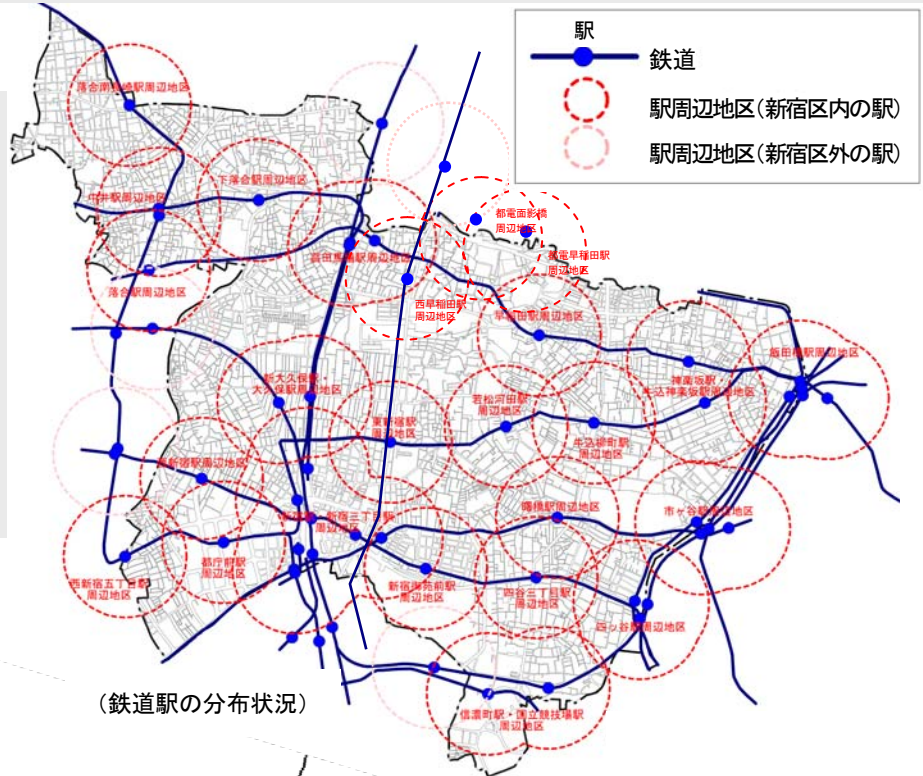 駅
鉄道
駅周辺地区(新宿区内の駅)
駅周辺地区(新宿区外の駅)
落合南長崎駅周辺地区
中井駅周辺地区
下落合駅周辺地区
都電面影橋
周辺地区
都電早稲田駅
周辺地区
高田馬場駅周辺地区
落合駅周辺地区
西早稲田駅
周辺地区
早稲田駅周辺地区
飯田橋駅周辺地区
新大久保駅・
大久保駅周辺地区
神楽坂駅・
牛込神楽坂駅周辺地区
若松河田駅
周辺地区
東新宿駅
周辺地区
牛込柳町駅
周辺地区
西新宿駅周辺地区
曙橋駅周辺地区
市ヶ谷駅周辺地区
新宿駅・新宿三丁目駅
周辺地区
都庁前駅
周辺地区
西新宿五丁目駅
周辺地区
新宿御苑前駅
周辺地区
四谷三丁目駅
周辺地区
四ッ谷駅周辺地区
信濃町駅・国立競技場駅
周辺地区
(鉄道駅の分布状況)